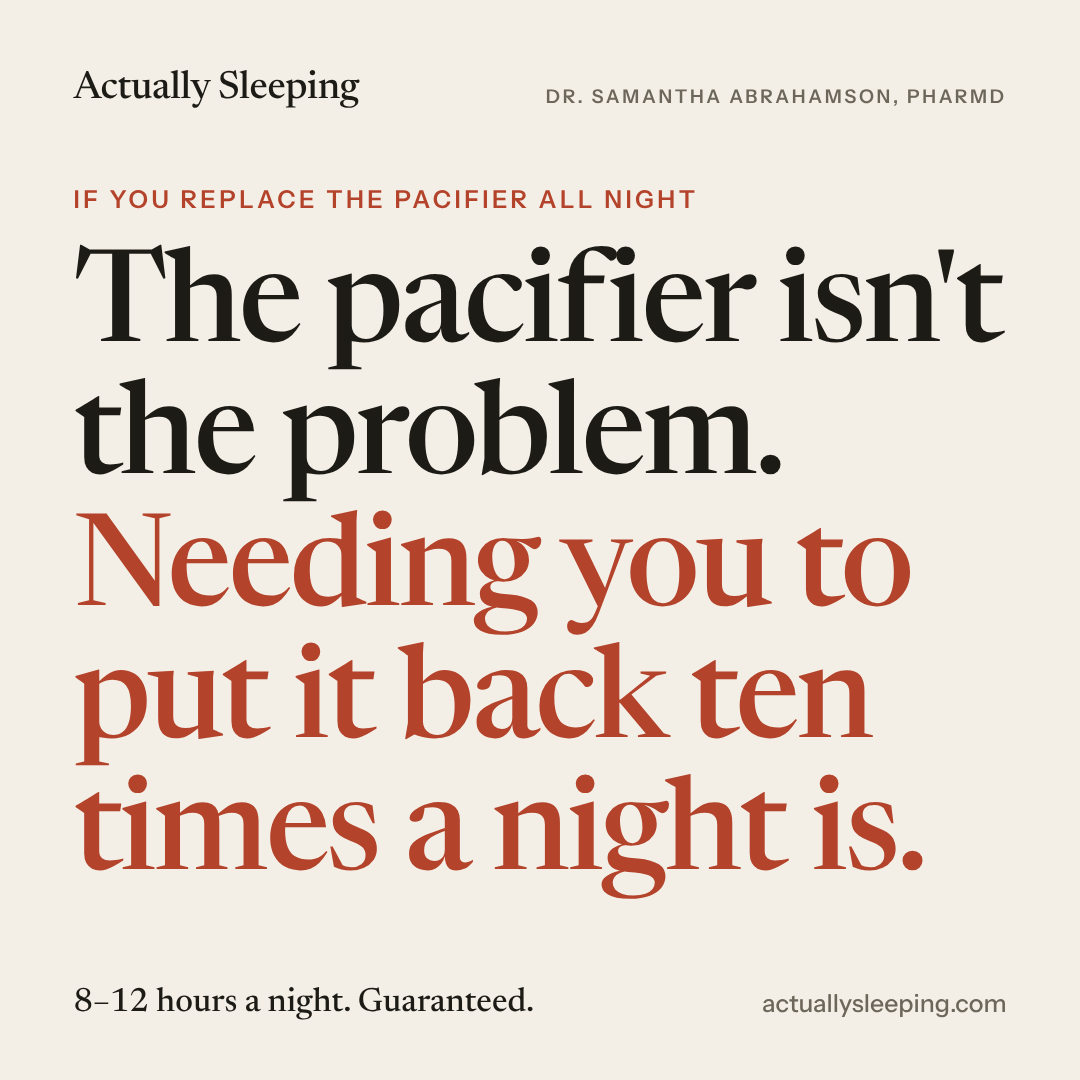 Actually Sleeping
DR. SAMANTHA ABRAHAMSON, PHARMD
IF YOU REPLACE THE PACIFIER ALL NIGHT
The pacifier isn't
the problem.
Needing you to
put it back ten
times a night is.
8–12 hours a night. Guaranteed.
actuallysleeping.com